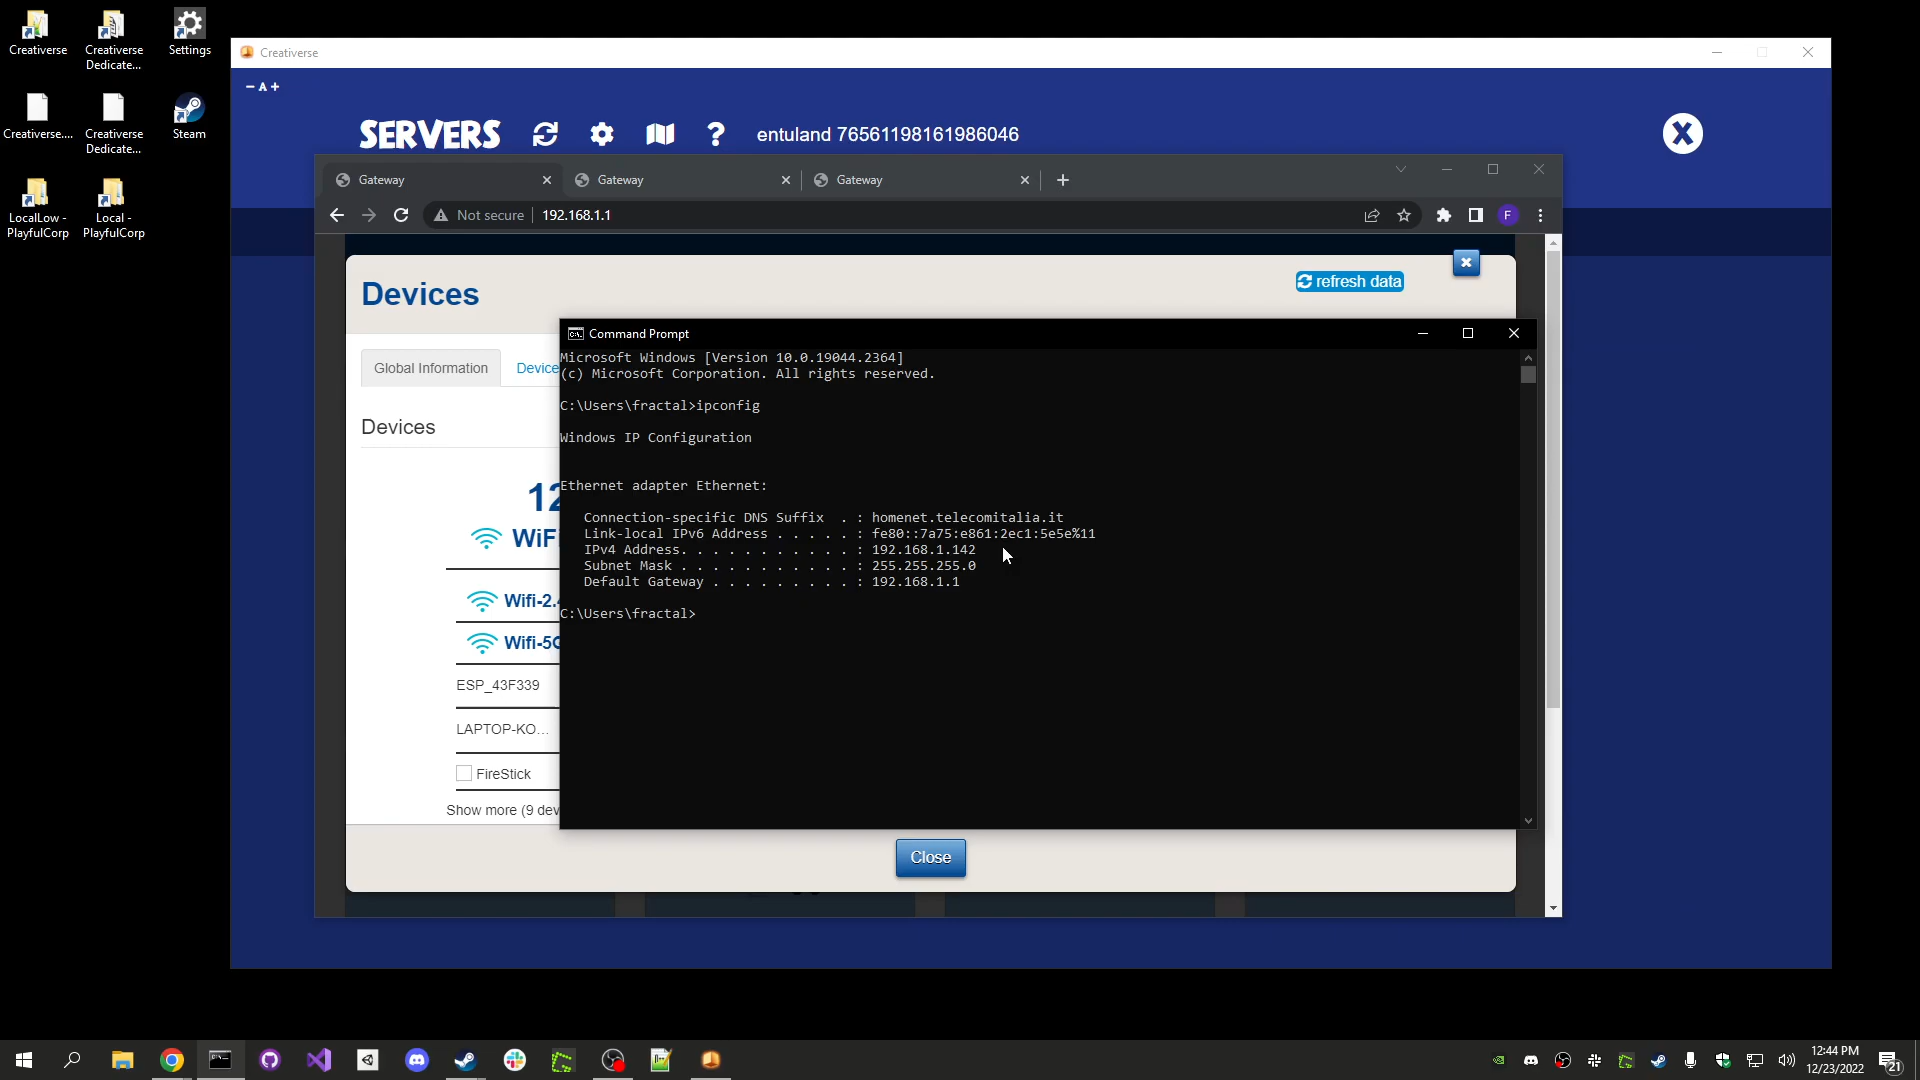 Creativerse
Creativerse
Dedicate...
Settings
Creativerse....
Creativerse
Dedicate...
Steam
LocalLow -
PlayfulCorp
Local -
PlayfulCorp
Creativerse
− A +
SERVERS
?
entuland 76561198161986046
X
Gateway
Gateway
Gateway
Not secure
192.168.1.1
F
Devices
refresh data
Global Information
Device
Devices
12
WiF
Wifi-2.4
Wifi-5G
ESP_43F339
LAPTOP-KO...
FireStick
Show more (9 dev
Close
Command Prompt
Microsoft Windows [Version 10.0.19044.2364]
(c) Microsoft Corporation. All rights reserved.
C:\Users\fractal>ipconfig
Windows IP Configuration
Ethernet adapter Ethernet:
Connection-specific DNS Suffix  . : homenet.telecomitalia.it
Link-local IPv6 Address . . . . . : fe80::7a75:e861:2ec1:5e5e%11
IPv4 Address. . . . . . . . . . . : 192.168.1.142
Subnet Mask . . . . . . . . . . . : 255.255.255.0
Default Gateway . . . . . . . . . : 192.168.1.1
C:\Users\fractal>
12:44 PM
12/23/2022
21